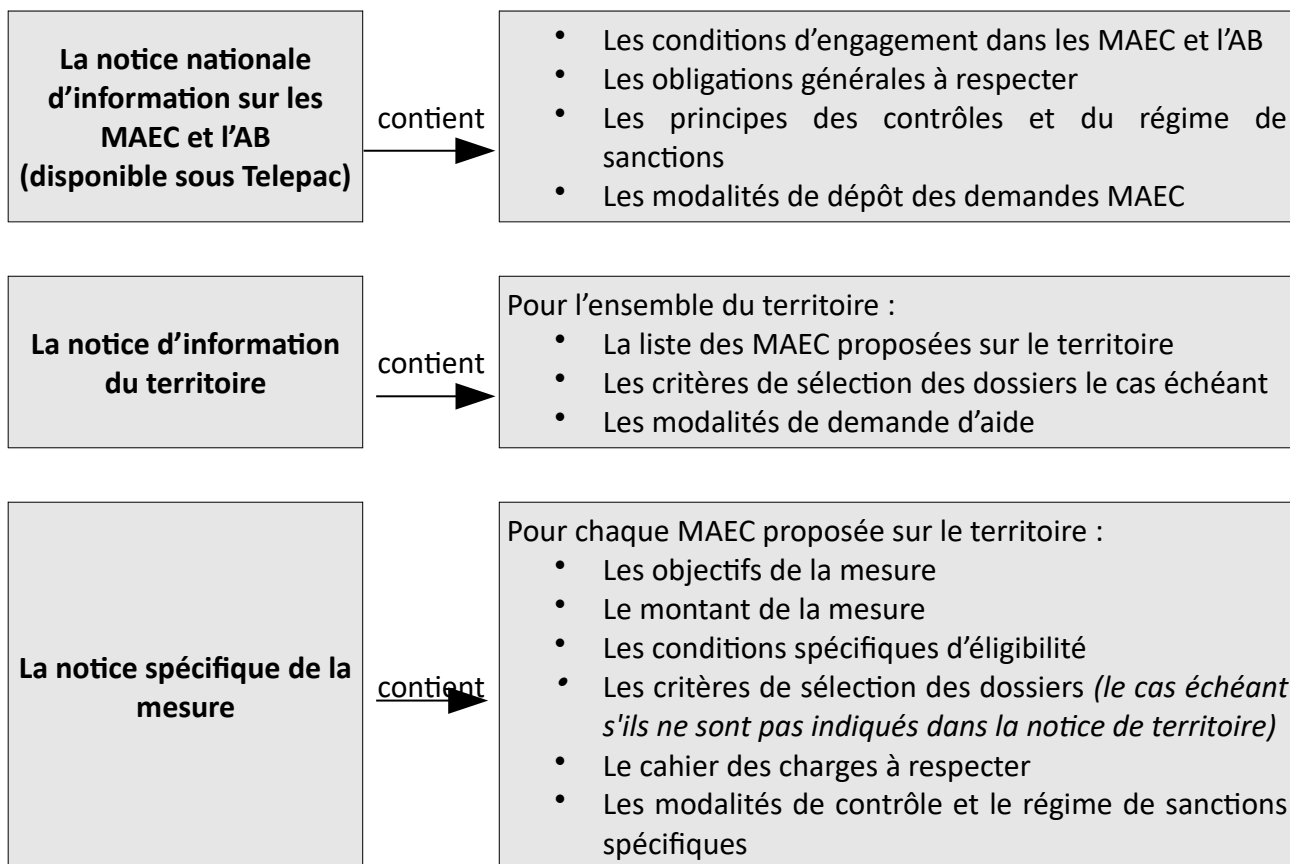 La notice nationale
d’information sur les
MAEC et l’AB
(disponible sous Telepac)
contient
• Les conditions d’engagement dans les MAEC et l’AB
• Les obligations générales à respecter
• Les principes des contrôles et du régime de
sanctions
• Les modalités de dépôt des demandes MAEC
La notice d’information
du territoire
contient
Pour l’ensemble du territoire :
• La liste des MAEC proposées sur le territoire
• Les critères de sélection des dossiers le cas échéant
• Les modalités de demande d’aide
La notice spécifique de la
mesure
contient
Pour chaque MAEC proposée sur le territoire :
• Les objectifs de la mesure
• Le montant de la mesure
• Les conditions spécifiques d’éligibilité
• Les critères de sélection des dossiers (le cas échéant
s'ils ne sont pas indiqués dans la notice de territoire)
• Le cahier des charges à respecter
• Les modalités de contrôle et le régime de sanctions
spécifiques